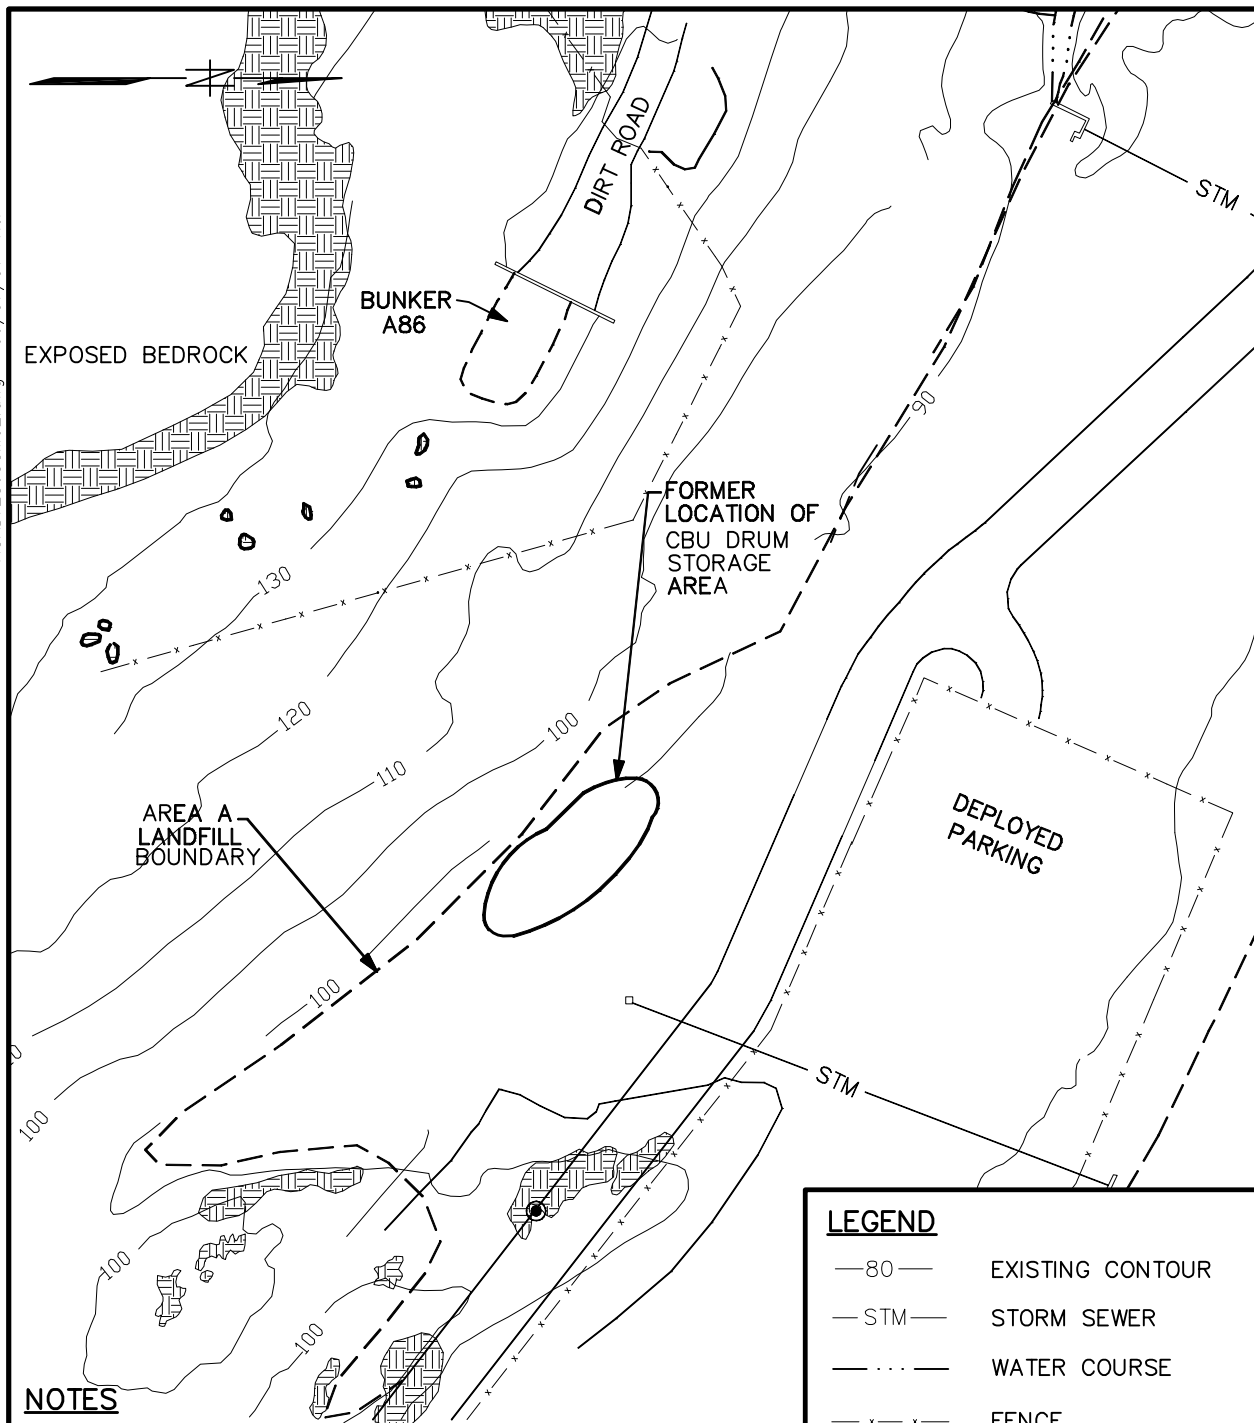 N
DIRT ROAD
STM
BUNKER
A86
EXPOSED BEDROCK
90
FORMER
LOCATION OF
CBU DRUM
STORAGE
AREA
130
120
100
110
AREA A
LANDFILL
BOUNDARY
DEPLOYED
PARKING
100
STM
100
100
100
NOTES
LEGEND
80
EXISTING CONTOUR
STM
STORM SEWER
WATER COURSE
FENCE